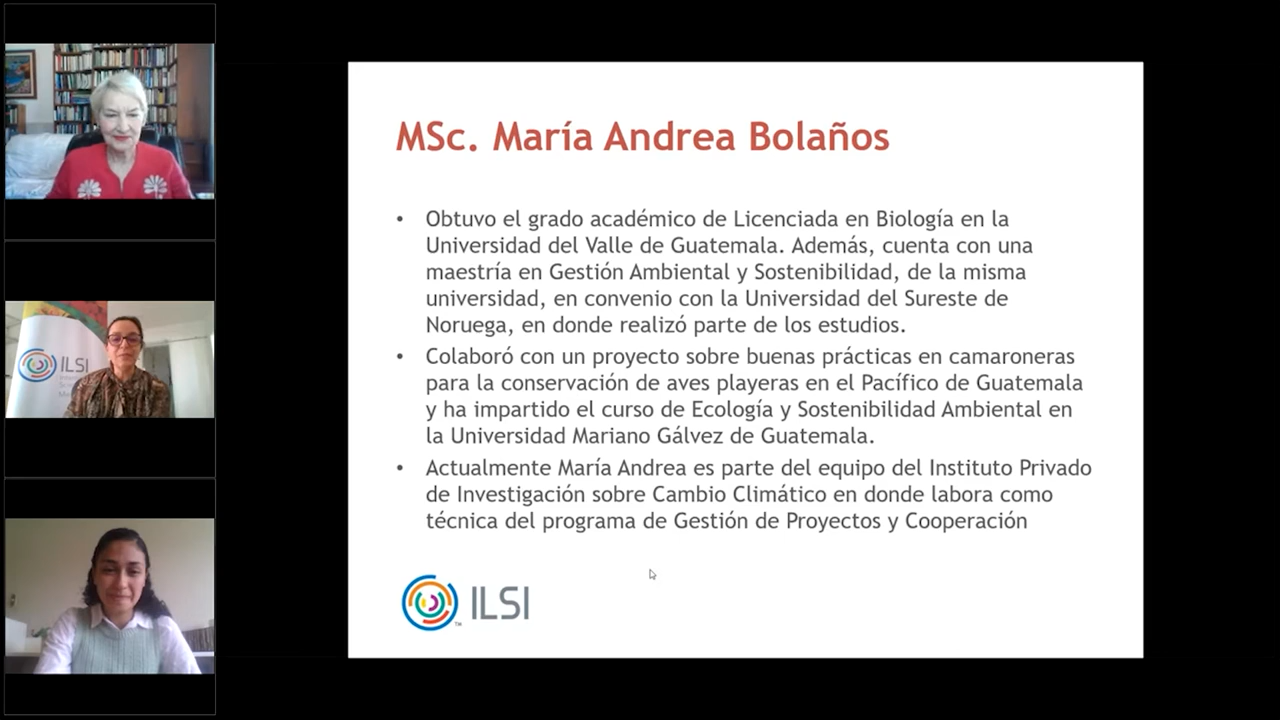 MSc. María Andrea Bolaños
• Obtuvo el grado académico de Licenciada en Biología en la
Universidad del Valle de Guatemala. Además, cuenta con una
maestría en Gestión Ambiental y Sostenibilidad, de la misma
universidad, en convenio con la Universidad del Sureste de
Noruega, en donde realizó parte de los estudios.
• Colaboró con un proyecto sobre buenas prácticas en camaroneras
para la conservación de aves playeras en el Pacífico de Guatemala
y ha impartido el curso de Ecología y Sostenibilidad Ambiental en
la Universidad Mariano Gálvez de Guatemala.
• Actualmente María Andrea es parte del equipo del Instituto Privado
de Investigación sobre Cambio Climático en donde labora como
técnica del programa de Gestión de Proyectos y Cooperación
ILSI
ILSI